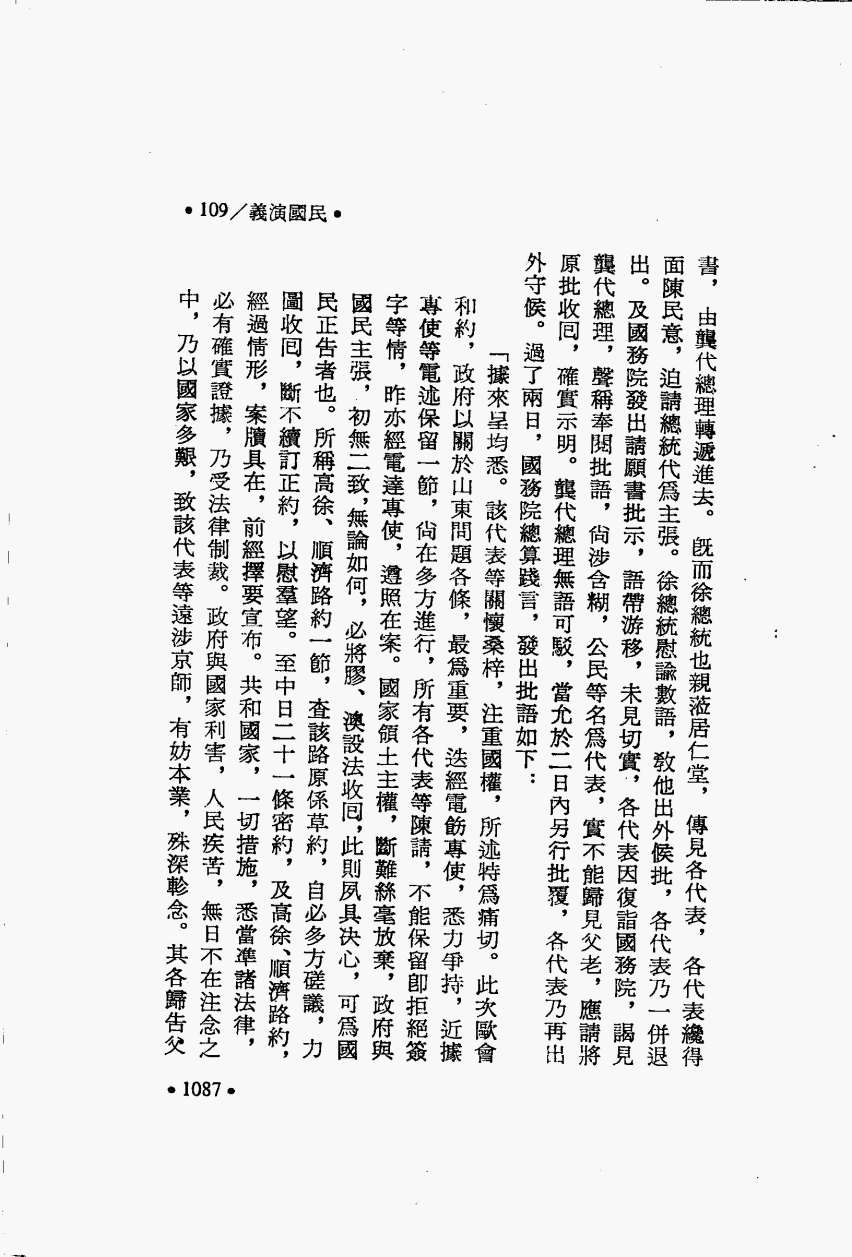 •109／義演國民•
書，由龔代總理轉遞進去。既而徐總統也親蒞居仁堂，傳見各代表，各代表纔得
面陳民意，迫請總統代爲主張。徐總統慰諭數語，教他出外候批，各代表乃一併退
出。及國務院發出請願書批示，語帶游移，未見切實，各代表因復詣國務院，謁見
龔代總理，聲稱奉閱批語，尙涉含糊，公民等名爲代表，實不能歸見父老，應請將
原批收回，確實示明。龔代總理無語可駁，當允於二日內另行批覆，各代表乃再出
外守候。過了兩日，國務院總算踐言，發出批語如下：
「據來呈均悉。該代表等關懷桑梓，注重國權，所述特爲痛切。此次歐會
和約，政府以關於山東問題各條，最爲重要，迭經電飭專使，悉力爭持，近據
專使等電述保留一節，尙在多方進行，所有各代表等陳請，不能保留卽拒絕簽
字等情，昨亦經電達專使，遵照在案。國家領土主權，斷難絲毫放棄，政府與
國民主張，初無二致，無論如何，必將膠、澳設法收回，此則夙具決心，可爲國
民正告者也。所稱高徐、順濟路約一節，查該路原係草約，自必多方磋議，力
圖收回，斷不續訂正約，以慰羣望。至中日二十一條密約，及高徐、順濟路約，
經過情形，案牘具在，前經擇要宣布。共和國家，一切措施，悉當準諸法律，
必有確實證據，乃受法律制裁。政府與國家利害，人民疾苦，無日不在注念之
中，乃以國家多艱，致該代表等遠涉京師，有妨本業，殊深軫念。其各歸告父
•1087•